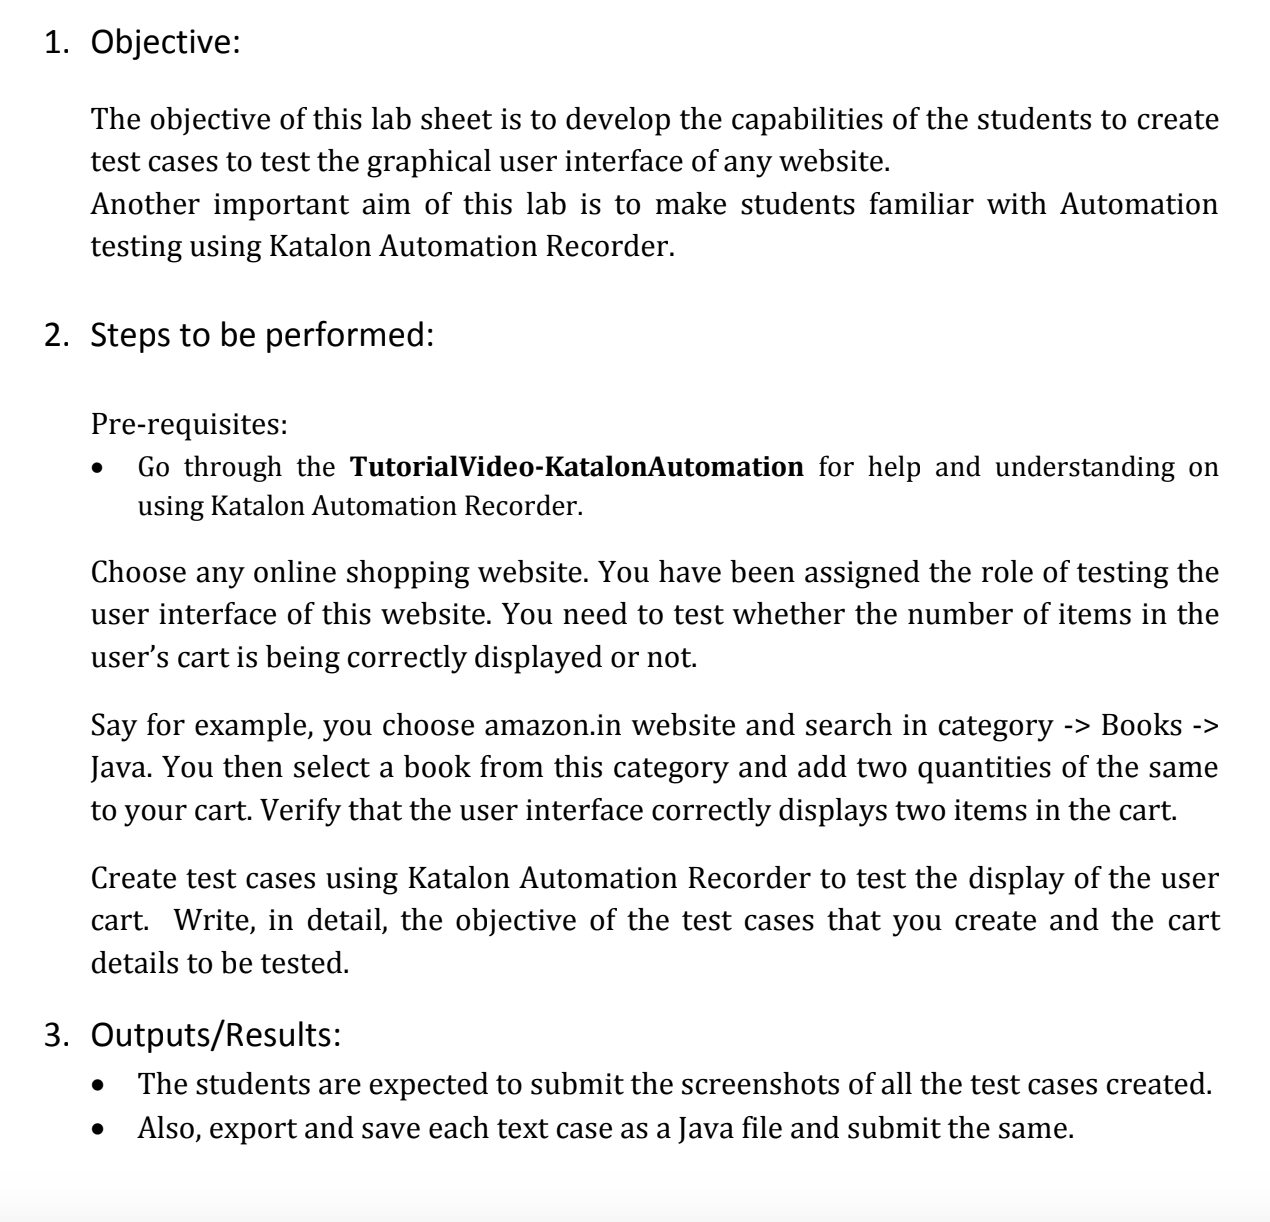 1. Objective:
The objective of this lab sheet is to develop the capabilities of the students to create
test cases to test the graphical user interface of any website.
Another important aim of this lab is to make students familiar with Automation
testing using Katalon Automation Recorder.
2. Steps to be performed:
Pre-requisites:
• Go through the TutorialVideo-KatalonAutomation for help and understanding on
using Katalon Automation Recorder.
Choose any online shopping website. You have been assigned the role of testing the
user interface of this website. You need to test whether the number of items in the
user’s cart is being correctly displayed or not.
Say for example, you choose amazon.in website and search in category -> Books ->
Java. You then select a book from this category and add two quantities of the same
to your cart. Verify that the user interface correctly displays two items in the cart.
Create test cases using Katalon Automation Recorder to test the display of the user
cart. Write, in detail, the objective of the test cases that you create and the cart
details to be tested.
3. Outputs/Results:
• The students are expected to submit the screenshots of all the test cases created.
• Also, export and save each text case as a Java file and submit the same.